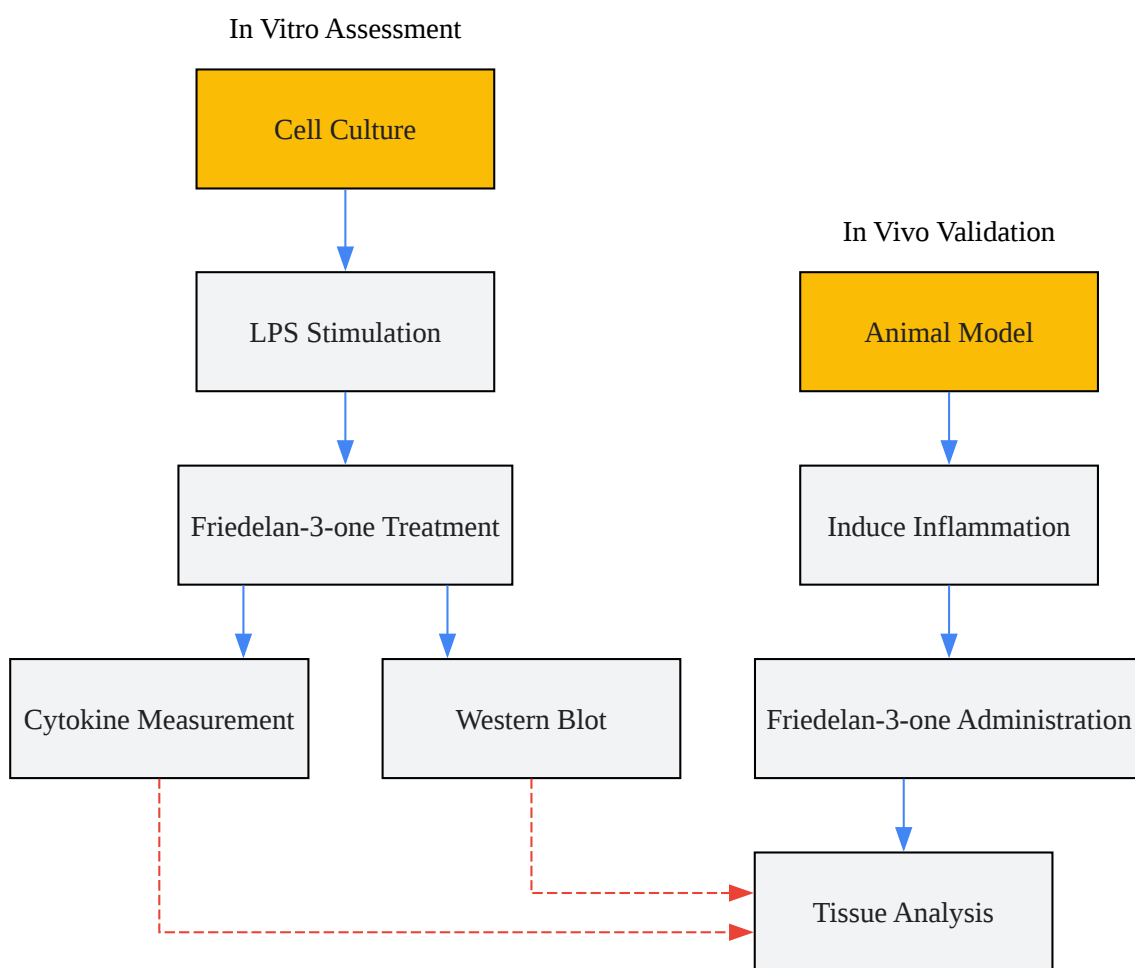 In Vitro Assessment
Cell Culture
LPS Stimulation
Friedelan-3-one Treatment
Cytokine Measurement
Western Blot
In Vivo Validation
Animal Model
Induce Inflammation
Friedelan-3-one Administration
Tissue Analysis